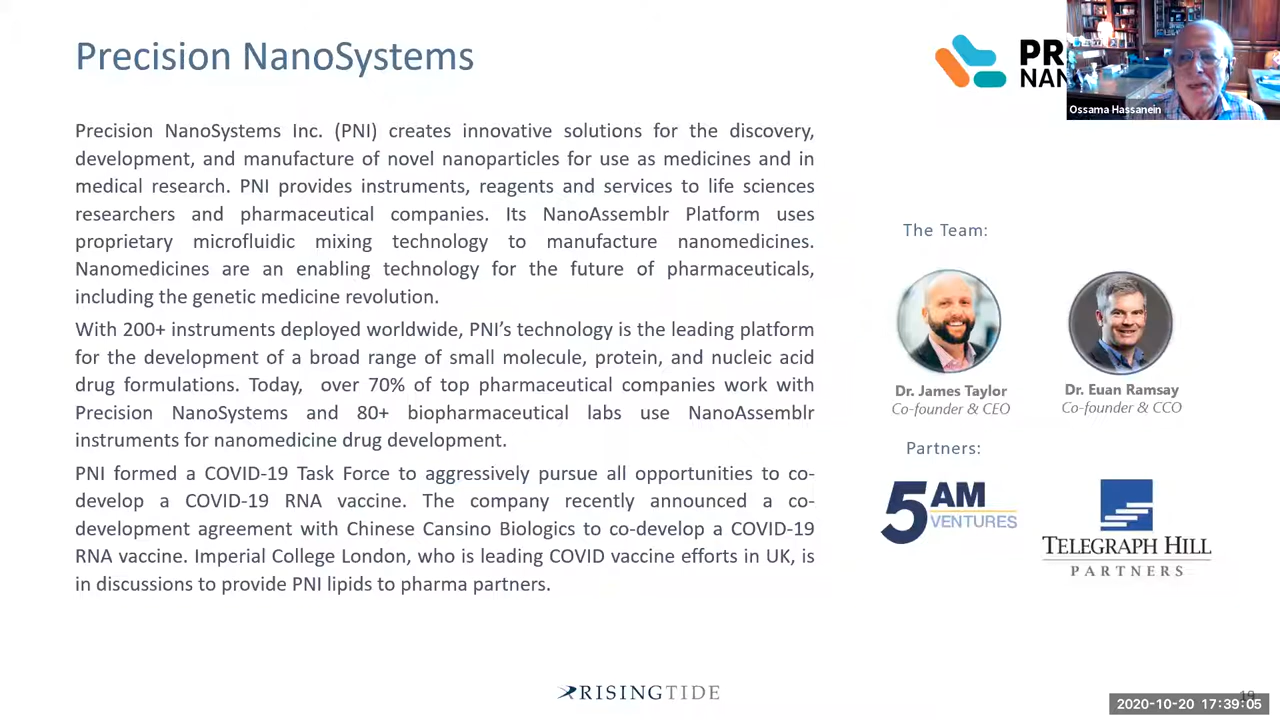 Precision NanoSystems
PR
NAN
Ossama Hassanein
Precision NanoSystems Inc. (PNI) creates innovative solutions for the discovery,
development, and manufacture of novel nanoparticles for use as medicines and in
medical research. PNI provides instruments, reagents and services to life sciences
researchers and pharmaceutical companies. Its NanoAssemblr Platform uses
proprietary microfluidic mixing technology to manufacture nanomedicines.
Nanomedicines are an enabling technology for the future of pharmaceuticals,
including the genetic medicine revolution.
With 200+ instruments deployed worldwide, PNI’s technology is the leading platform
for the development of a broad range of small molecule, protein, and nucleic acid
drug formulations. Today, over 70% of top pharmaceutical companies work with
Precision NanoSystems and 80+ biopharmaceutical labs use NanoAssemblr
instruments for nanomedicine drug development.
PNI formed a COVID-19 Task Force to aggressively pursue all opportunities to co-
develop a COVID-19 RNA vaccine. The company recently announced a co-
development agreement with Chinese Cansino Biologics to co-develop a COVID-19
RNA vaccine. Imperial College London, who is leading COVID vaccine efforts in UK, is
in discussions to provide PNI lipids to pharma partners.
The Team:
Dr. James Taylor
Co-founder & CEO
Dr. Euan Ramsay
Co-founder & CCO
Partners:
5AM
VENTURES
TELEGRAPH HILL
PARTNERS
RISINGTIDE
19
2020-10-20 17:39:05